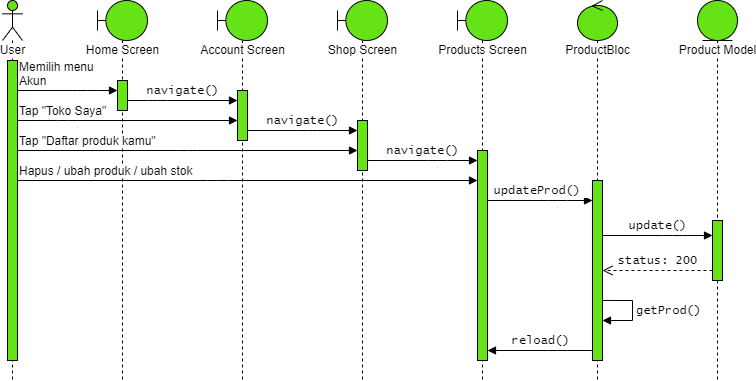 User
Home Screen
Account Screen
Shop Screen
Products Screen
ProductBloc
Product Model
Memilih menu
Akun
navigate()
Tap "Toko Saya"
navigate()
Tap "Daftar produk kamu"
navigate()
Hapus / ubah produk / ubah stok
updateProd()
update()
status: 200
getProd()
reload()